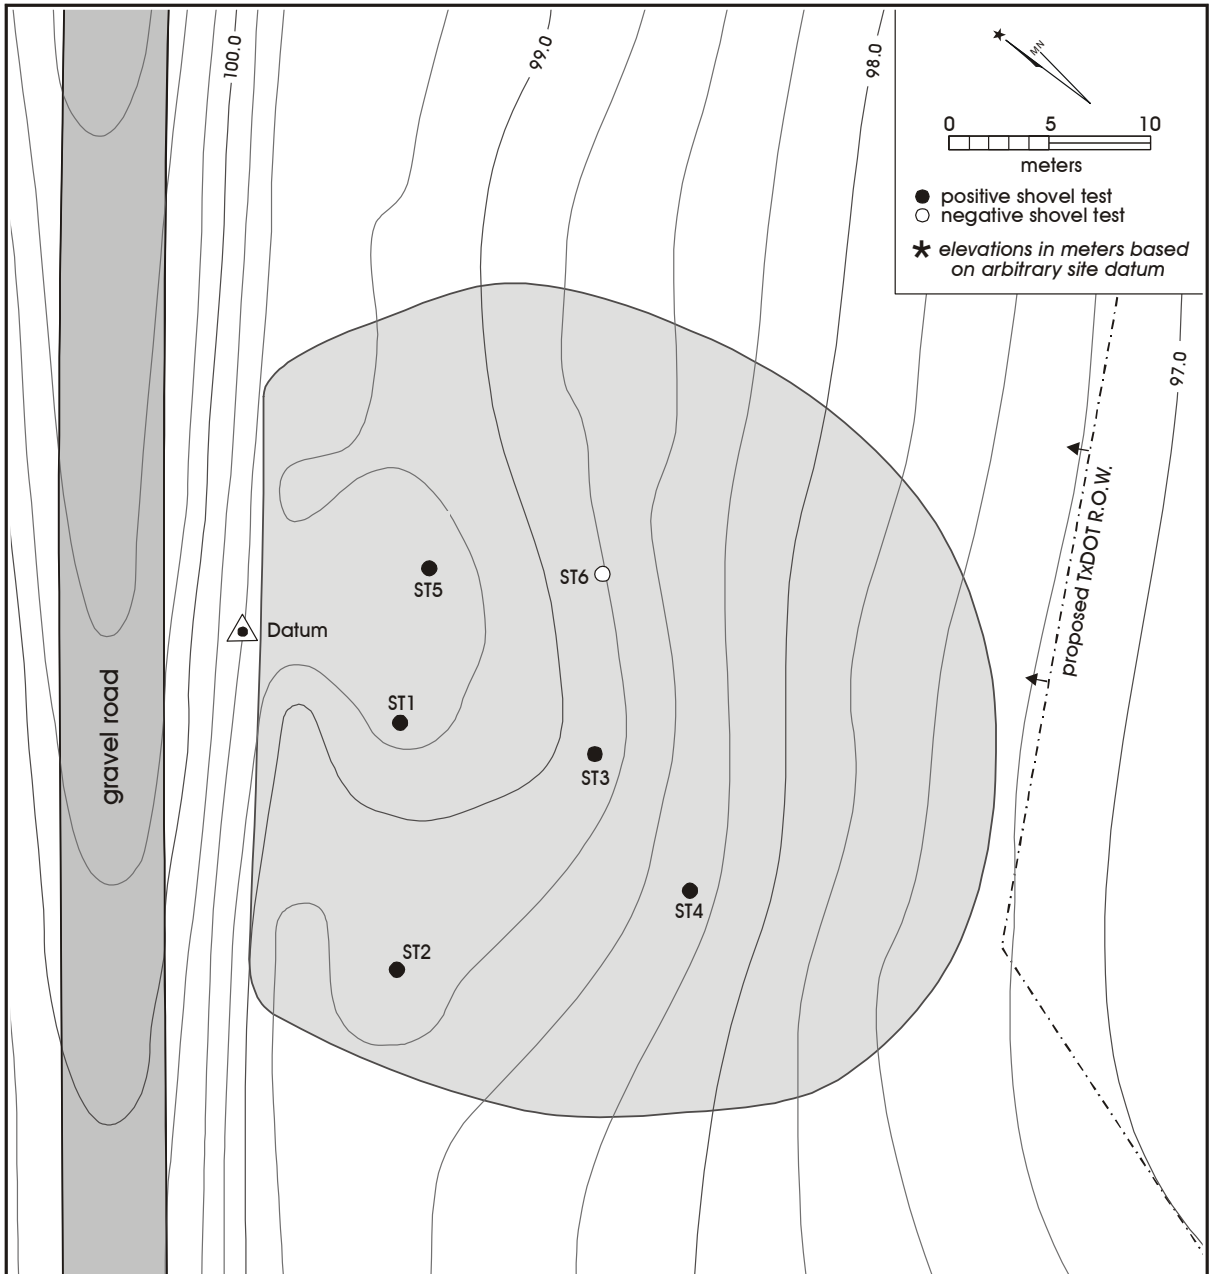 100.0
99.0
98.0
MN
0 5 10
meters
positive shovel test
negative shovel test
* elevations in meters based
on arbitrary site datum
97.0
proposed TxDOT R.O.W.
ST5
ST6
Datum
gravel road
ST1
ST3
ST4
ST2